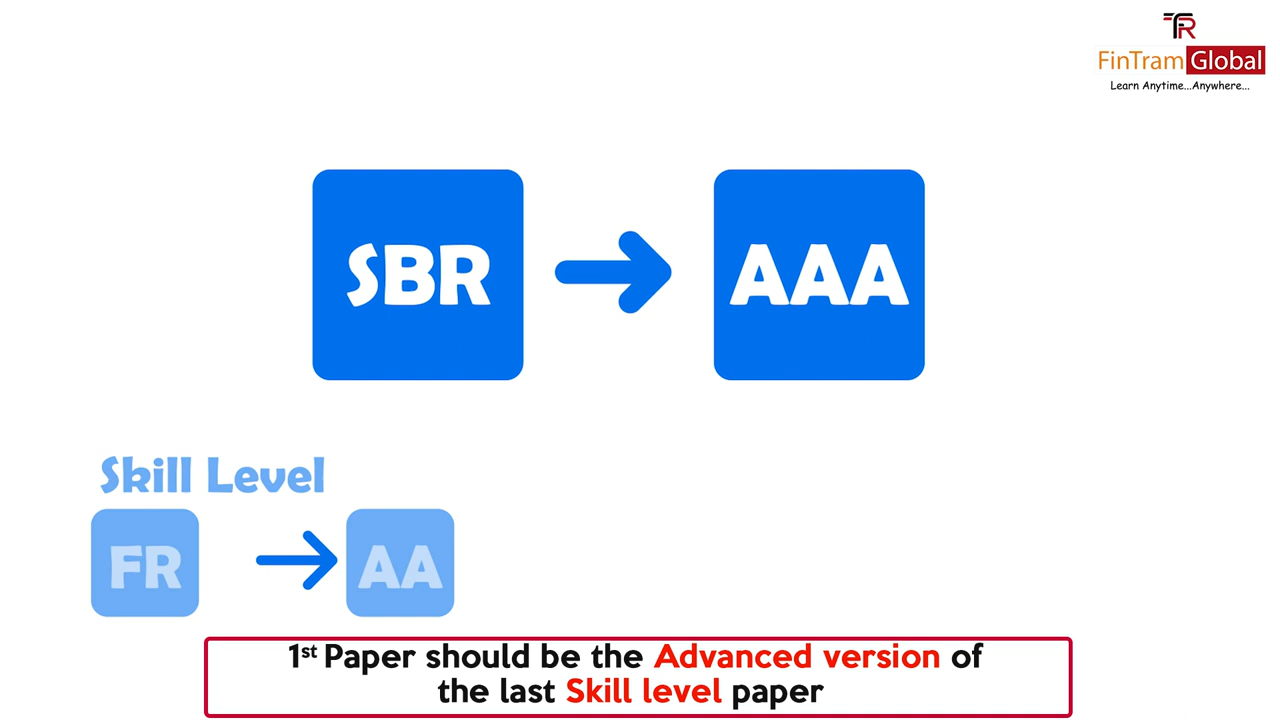 FR
FinTram Global
Learn Anytime...Anywhere...
SBR
AAA
Skill Level
FR
AA
1st Paper should be the Advanced version of
the last Skill level paper